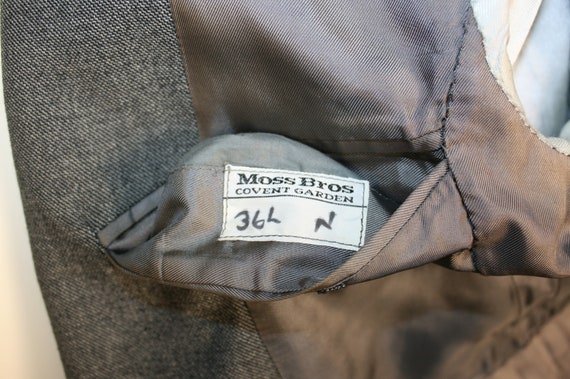 Moss Bros
COVENT GARDEN
36L N